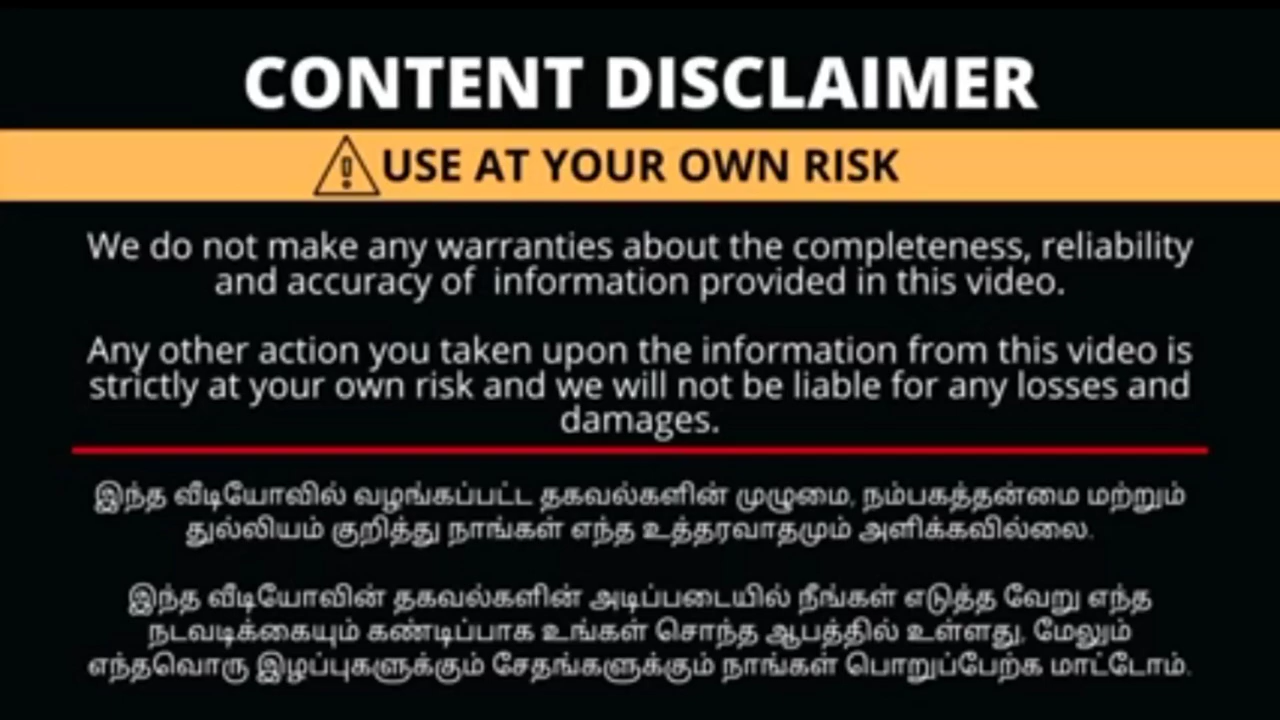 CONTENT DISCLAIMER
USE AT YOUR OWN RISK
We do not make any warranties about the completeness, reliability
and accuracy of information provided in this video.
Any other action you taken upon the information from this video is
strictly at your own risk and we will not be liable for any losses and
damages.
இந்த வீடியோவில் வழங்கப்பட்ட தகவல்களின் முழுமை, நம்பகத்தன்மை மற்றும்
துல்லியம் குறித்து நாங்கள் எந்த உத்தரவாதமும் அளிக்கவில்லை.
இந்த வீடியோவின் தகவல்களின் அடிப்படையில் நீங்கள் எடுத்த வேறு எந்த
நடவடிக்கையும் கண்டிப்பாக உங்கள் சொந்த ஆபத்தில் உள்ளது, மேலும்
எந்தவொரு இழப்புகளுக்கும் சேதங்களுக்கும் நாங்கள் பொறுப்பேற்க மாட்டோம்.